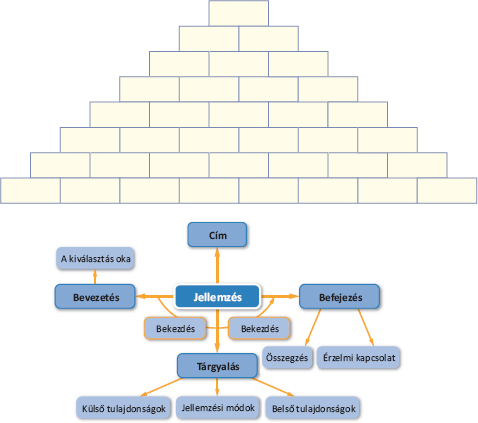 Cím
A kiválasztás oka
Bevezetés
Jellemzés
Befejezés
Bekezdés
Bekezdés
Tárgyalás
Összegzés
Érzelmi kapcsolat
Külső tulajdonságok
Jellemzési módok
Belső tulajdonságok